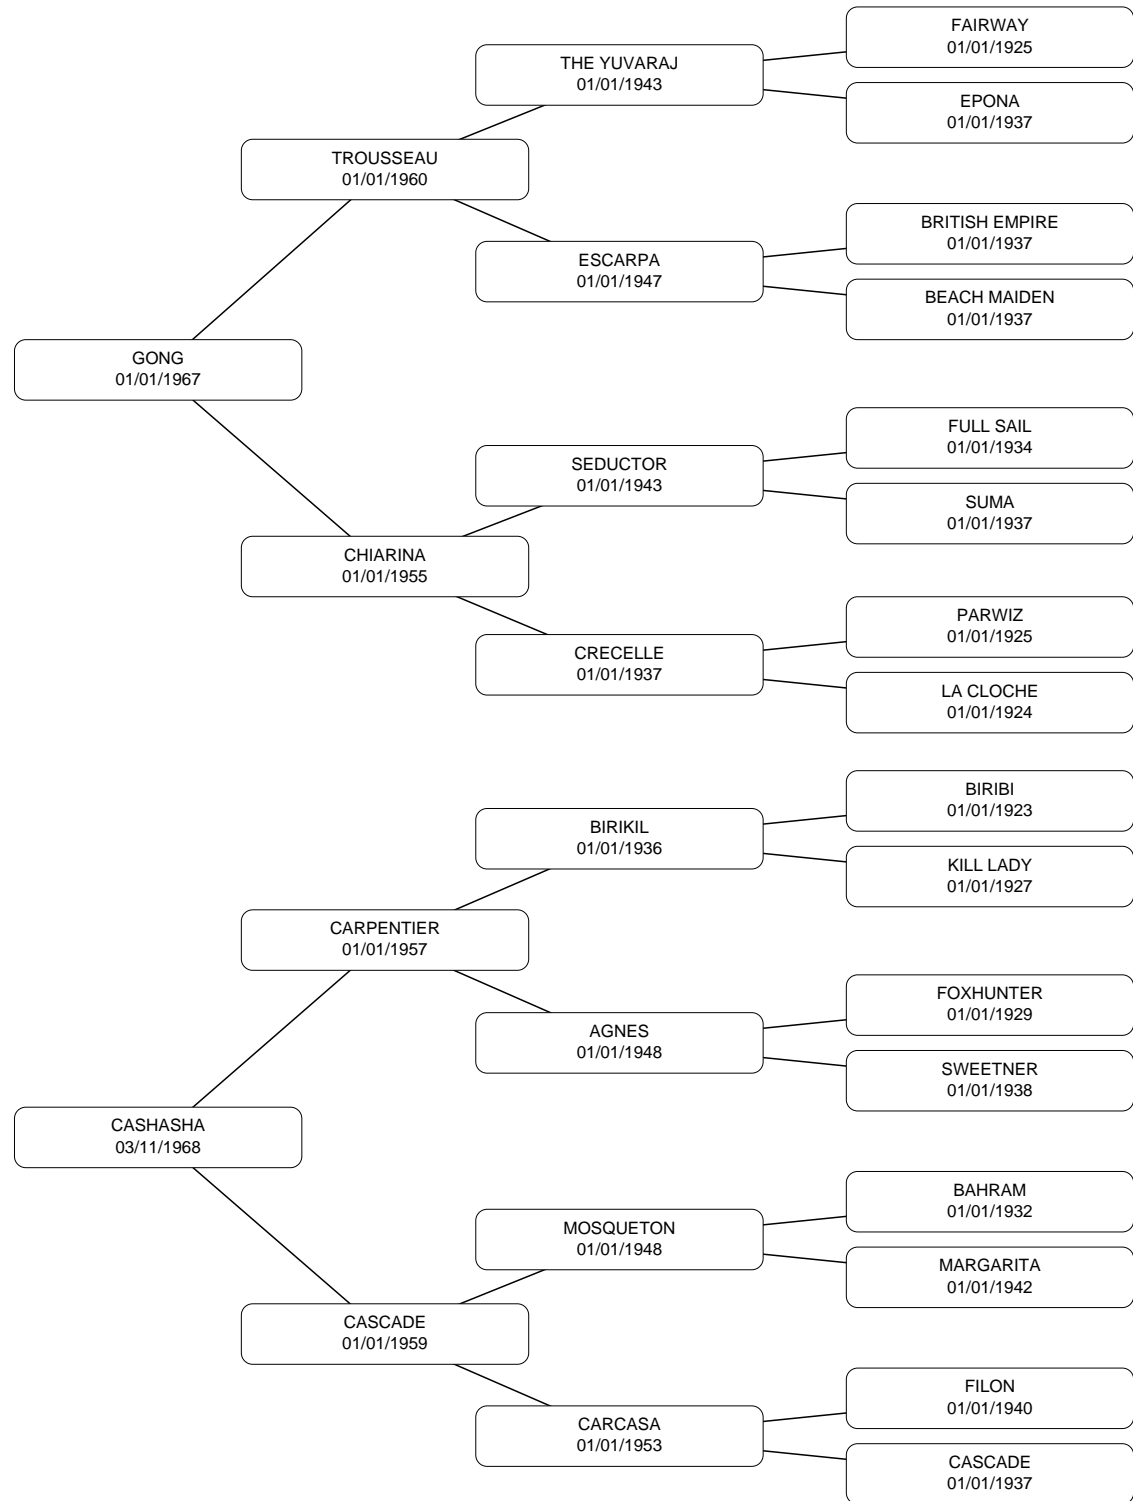 FAIRWAY
01/01/1925
THE YUVARAJ
01/01/1943
EPONA
01/01/1937
TROUSSEAU
01/01/1960
BRITISH EMPIRE
01/01/1937
ESCARPA
01/01/1947
BEACH MAIDEN
01/01/1937
GONG
01/01/1967
FULL SAIL
01/01/1934
SEDUCTOR
01/01/1943
SUMA
01/01/1937
CHIARINA
01/01/1955
PARWIZ
01/01/1925
CRECELLE
01/01/1937
LA CLOCHE
01/01/1924
BIRIBI
01/01/1923
BIRIKIL
01/01/1936
KILL LADY
01/01/1927
CARPENTIER
01/01/1957
FOXHUNTER
01/01/1929
AGNES
01/01/1948
SWEETNER
01/01/1938
CASHASHA
03/11/1968
BAHRAM
01/01/1932
MOSQUETON
01/01/1948
MARGARITA
01/01/1942
CASCADE
01/01/1959
FILON
01/01/1940
CARCASA
01/01/1953
CASCADE
01/01/1937